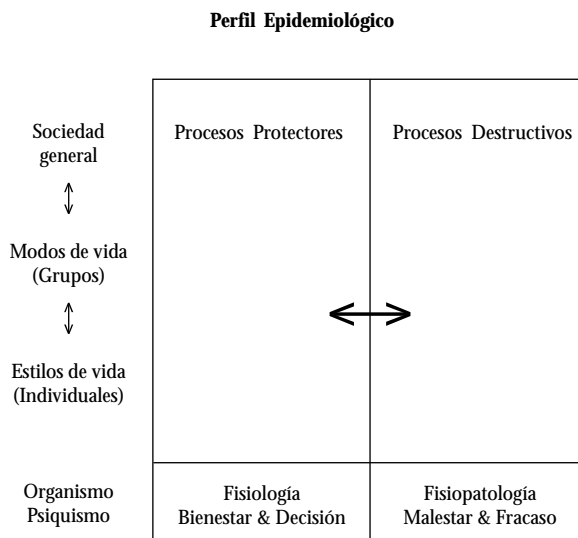 Perfil Epidemiológico
Sociedad
general
Procesos Protectores
Procesos Destructivos
Modos de vida
(Grupos)
Estilos de vida
(Individuales)
Organismo
Psiquismo
Fisiología
Bienestar & Decisión
Fisiopatología
Malestar & Fracaso